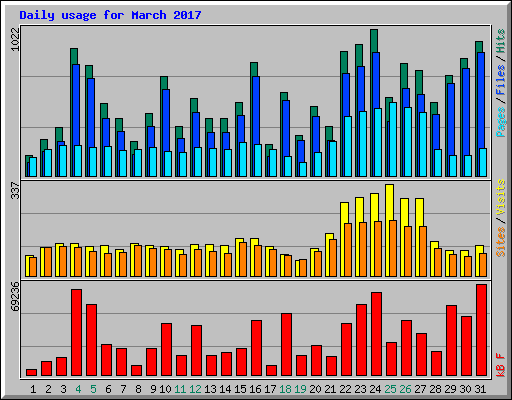 Daily usage for March 2017
1022
Pages / Files / Hits
337
Sites / Visits
69236
kB F
1 2 3 4 5 6 7 8 9 10 11 12 13 14 15 16 17 18 19 20 21 22 23 24 25 26 27 28 29 30 31